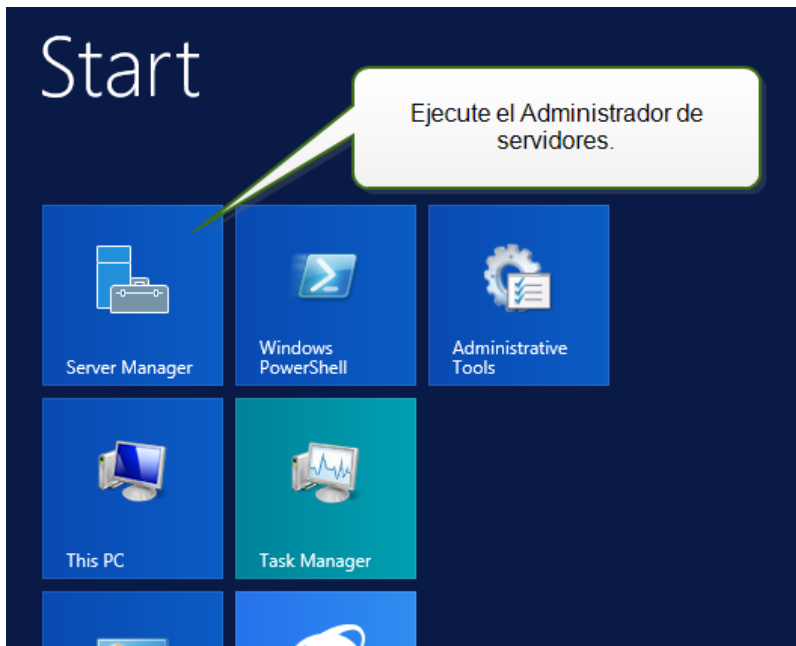 Start
Ejecute el Administrador de
servidores.
Server Manager
Windows
PowerShell
Administrative
Tools
This PC
Task Manager